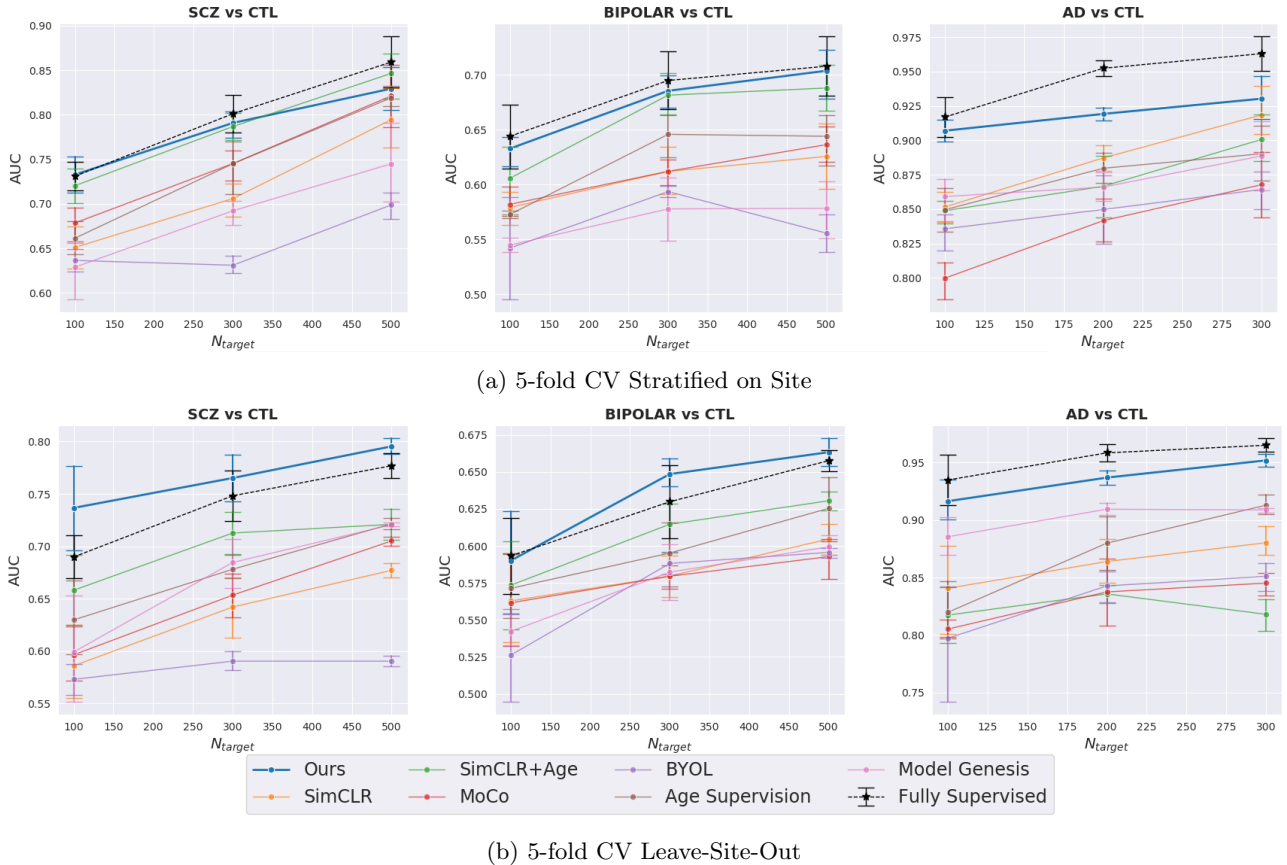 SCZ vs CTL
BIPOLAR vs CTL
AD vs CTL
0.90
0.85
0.80
0.75
0.70
0.65
0.60
AUC
100 150 200 250 300 350 400 450 500
N_target
0.70
0.65
0.60
0.55
0.50
AUC
100 150 200 250 300 350 400 450 500
N_target
0.975
0.950
0.925
0.900
0.875
0.850
0.825
0.800
AUC
100 125 150 175 200 225 250 275 300
N_target
(a) 5-fold CV Stratified on Site
SCZ vs CTL
BIPOLAR vs CTL
AD vs CTL
0.80
0.75
0.70
0.65
0.60
0.55
AUC
100 150 200 250 300 350 400 450 500
N_target
0.675
0.650
0.625
0.600
0.575
0.550
0.525
0.500
AUC
100 150 200 250 300 350 400 450 500
N_target
0.95
0.90
0.85
0.80
0.75
AUC
100 125 150 175 200 225 250 275 300
N_target
Ours SimCLR+Age BYOL Model Genesis
SimCLR MoCo Age Supervision Fully Supervised
(b) 5-fold CV Leave-Site-Out